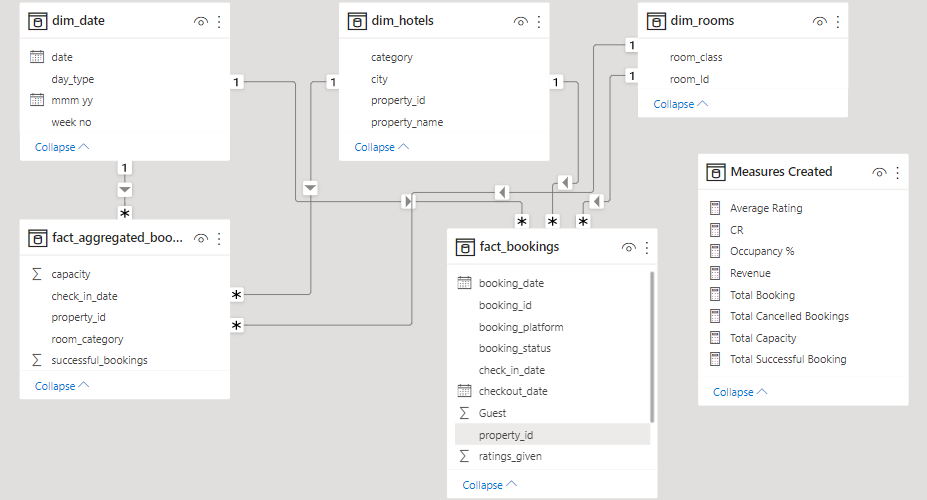 dim_date
date
day_type
mmm yy
week no
Collapse
dim_hotels
category
city
property_id
property_name
Collapse
dim_rooms
room_class
room_Id
Collapse
1
1
1
1
1
1
*
*
*
*
*
*
fact_aggregated_boo...
capacity
check_in_date
property_id
room_category
successful_bookings
Collapse
fact_bookings
booking_date
booking_id
booking_platform
booking_status
check_in_date
checkout_date
Guest
property_id
ratings_given
Collapse
Measures Created
Average Rating
CR
Occupancy %
Revenue
Total Booking
Total Cancelled Bookings
Total Capacity
Total Successful Booking
Collapse